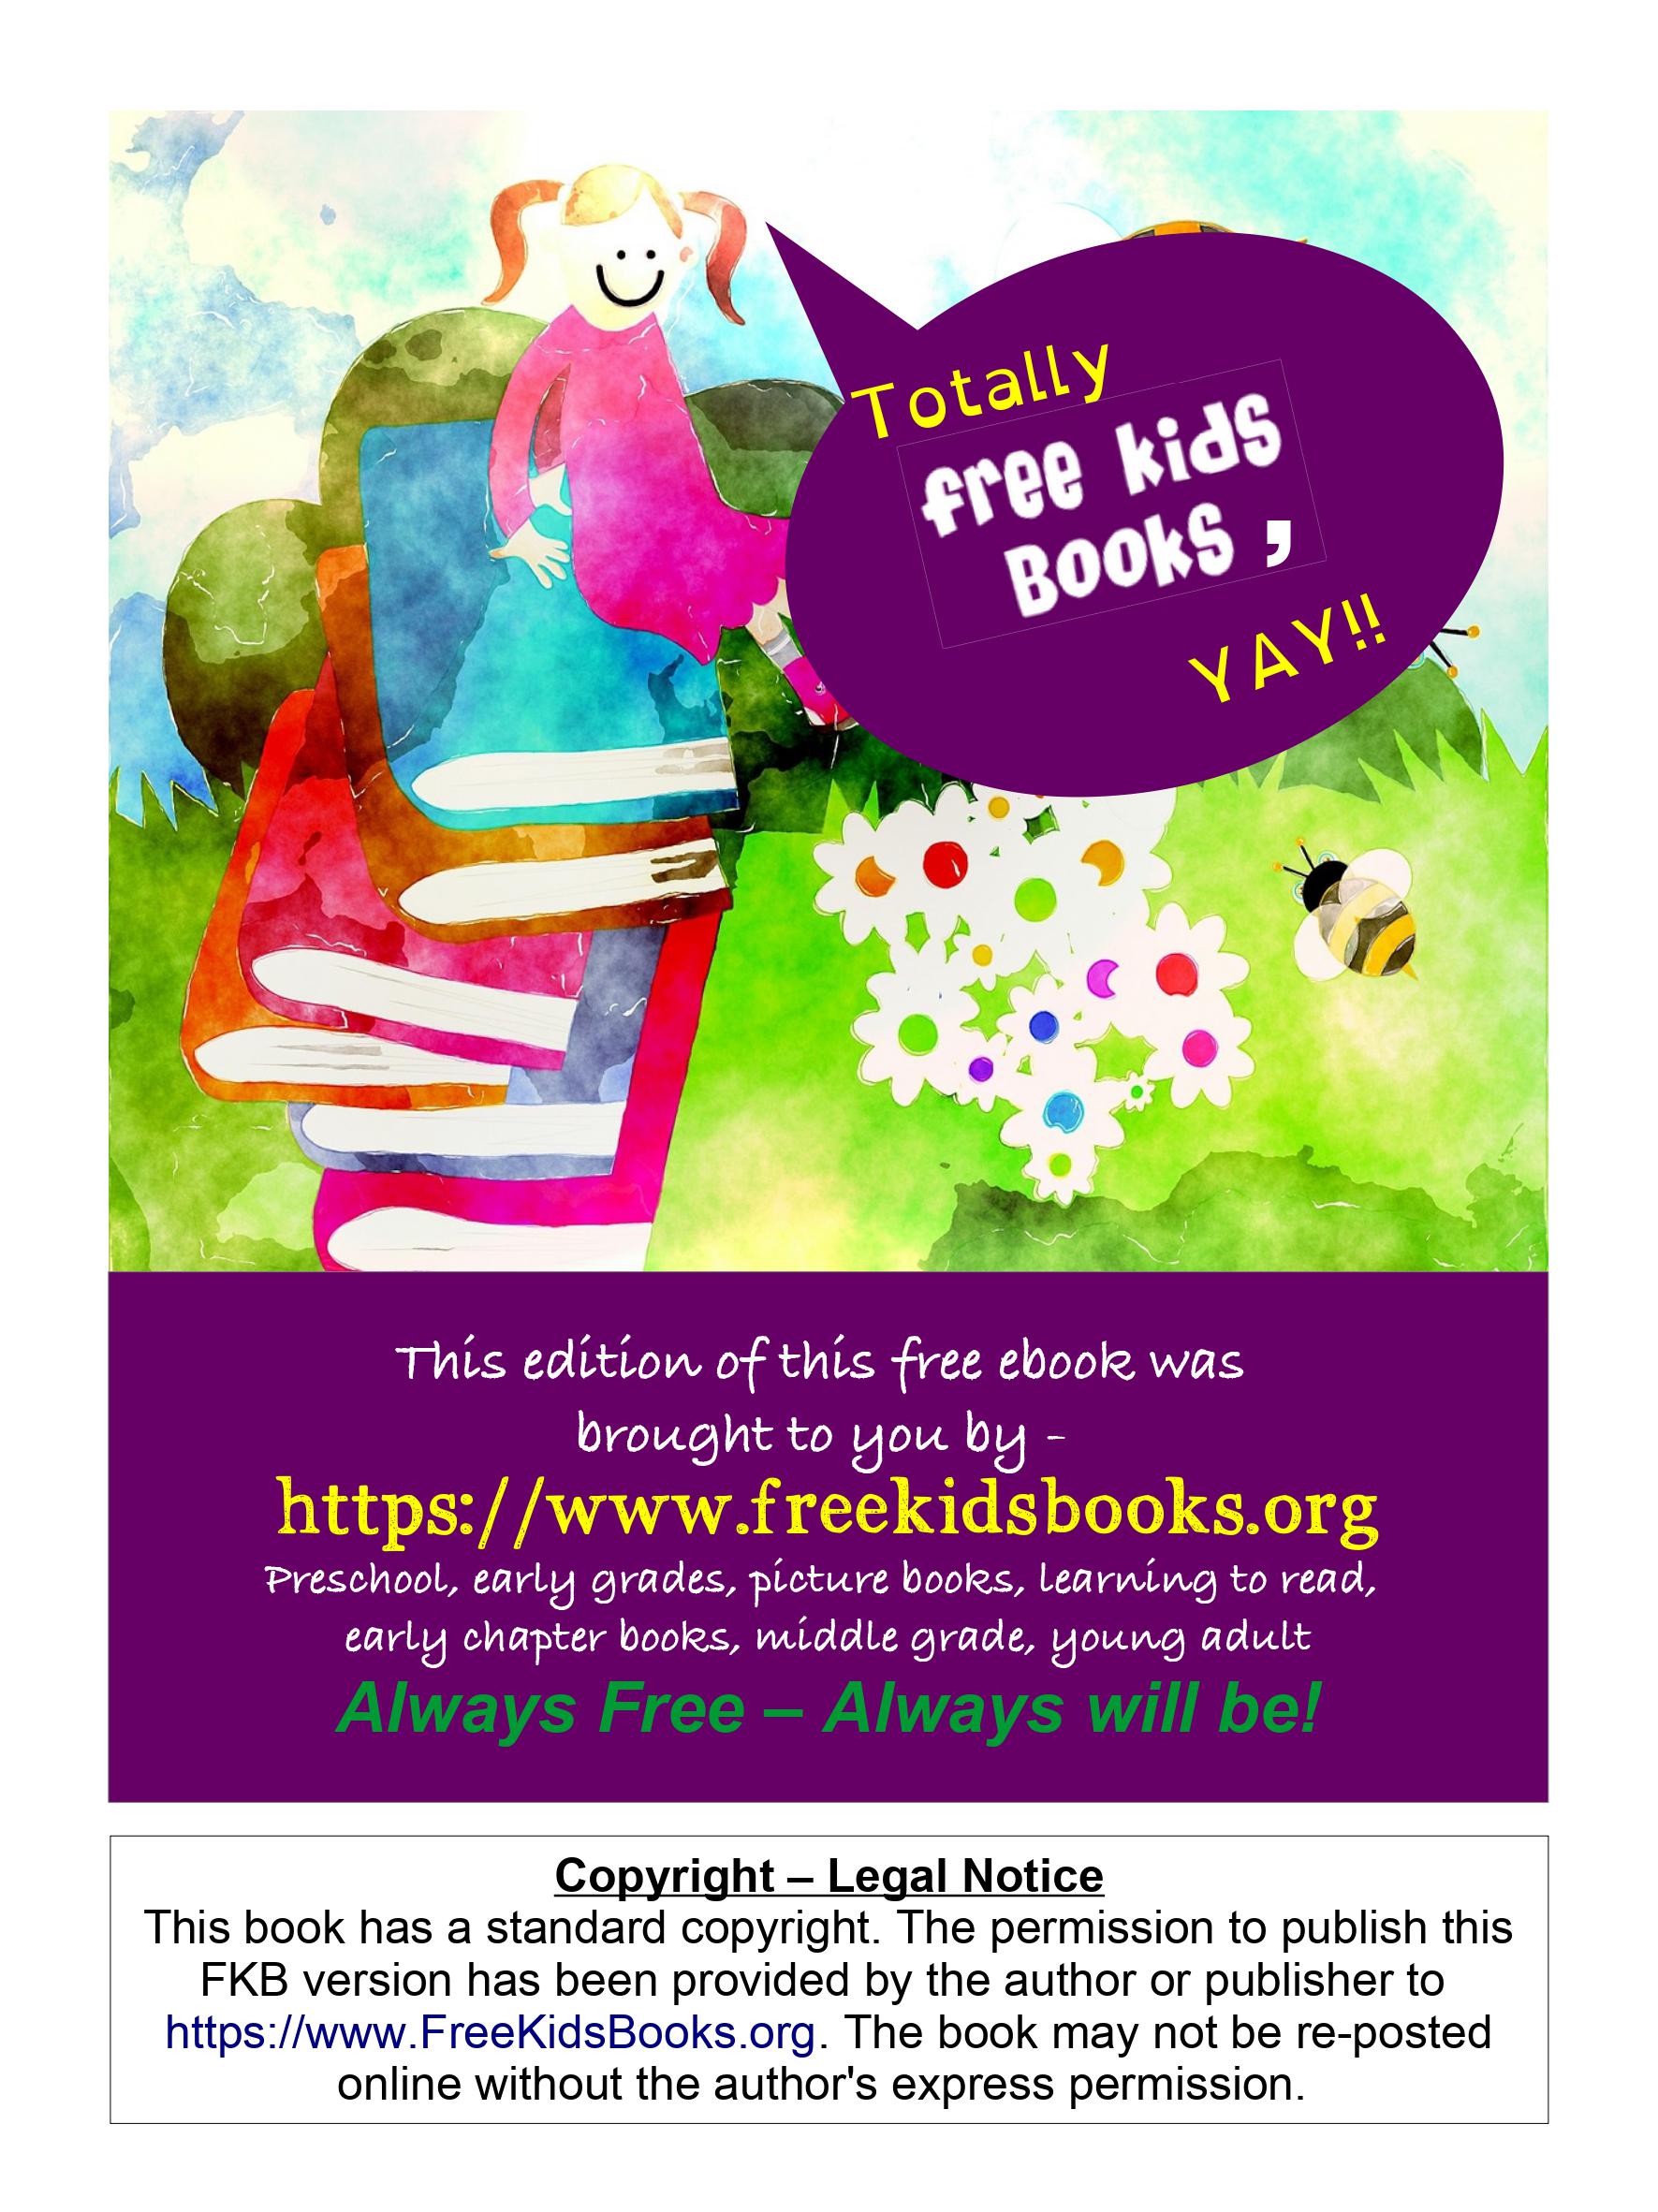 Totally
free kids
Books ,
YAY!!
This edition of this free ebook was
brought to you by -
https://www.freekidsbooks.org
Preschool, early grades, picture books, learning to read,
early chapter books, middle grade, young adult
Always Free – Always will be!
Copyright – Legal Notice
This book has a standard copyright. The permission to publish this
FKB version has been provided by the author or publisher to
https://www.FreeKidsBooks.org. The book may not be re-posted
online without the author's express permission.